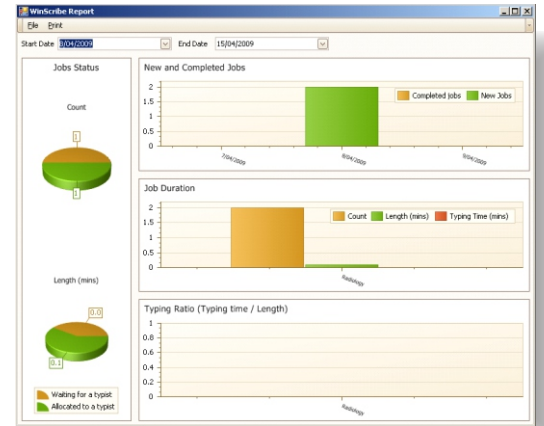 WinScribe Report
File Print
Start Date 8/04/2009 End Date 15/04/2009
Jobs Status
Count
1
1
Length (mins)
0.0
0.1
Waiting for a typist
Allocated to a typist
New and Completed Jobs
Completed jobs New Jobs
2
1.5
1
0.5
0
7/04/2009 8/04/2009 9/04/2009
Job Duration
Count Length (mins) Typing Time (mins)
2
1.5
1
0.5
0
Radiology
Typing Ratio (Typing time / Length)
1
0.8
0.6
0.4
0.2
0
Radiology